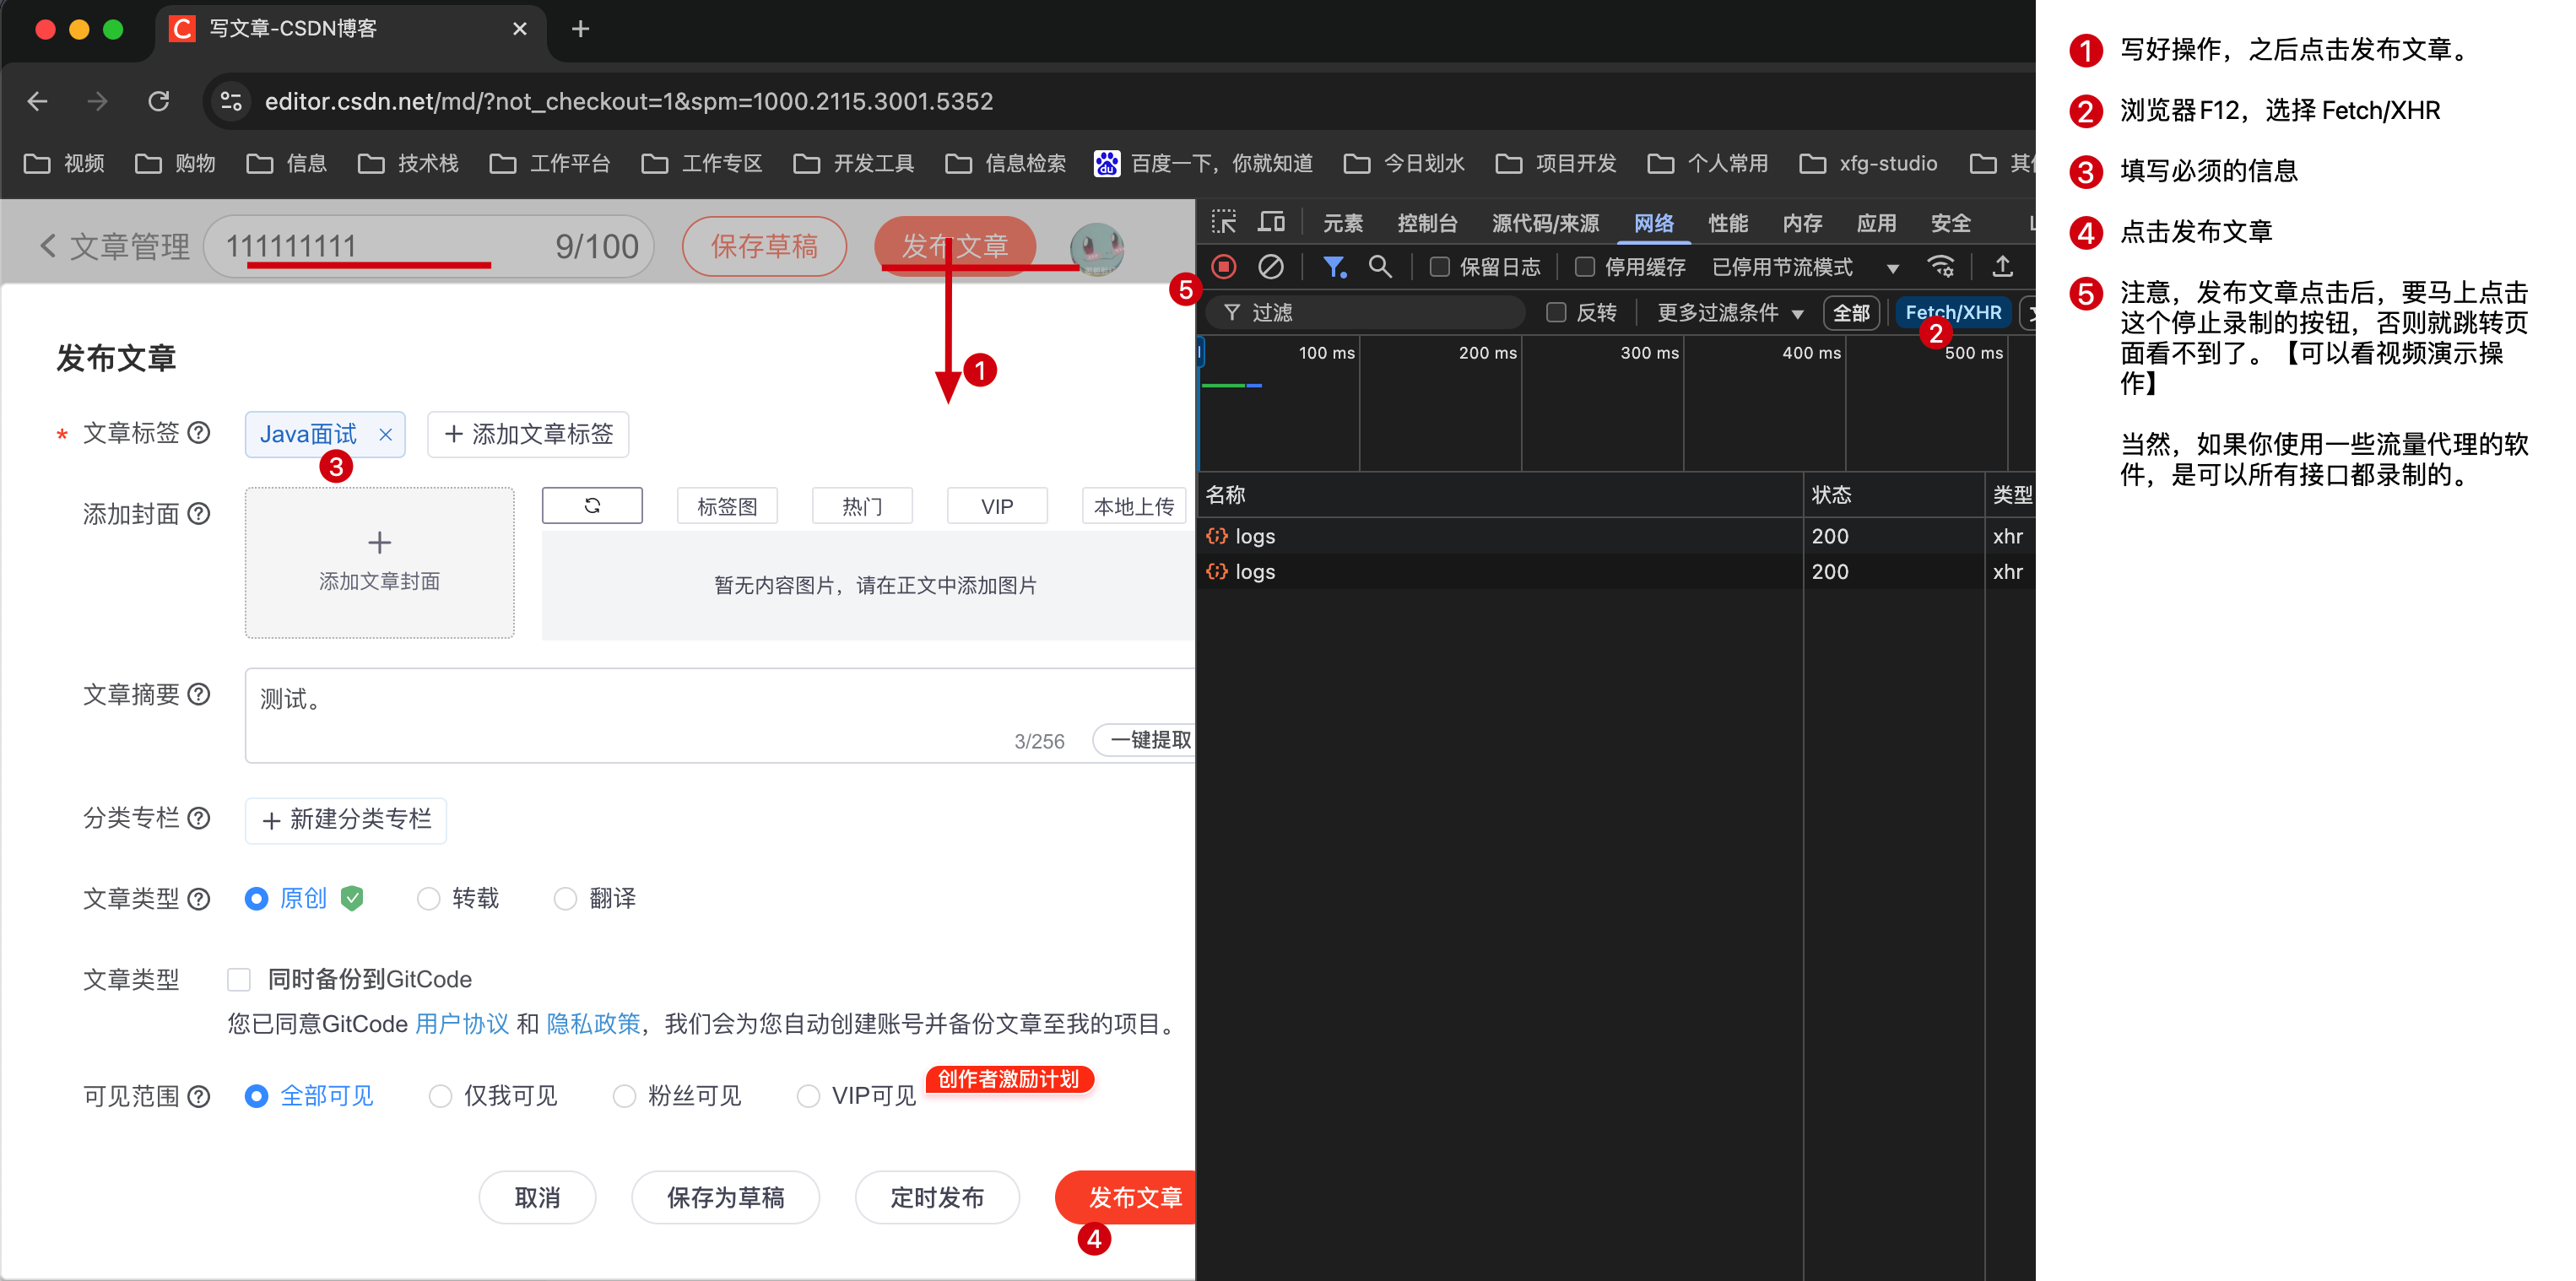 写文章-CSDN博客
editor.csdn.net/md/?not_checkout=1&spm=1000.2115.3001.5352
视频 购物 信息 技术栈 工作平台 工作专区 开发工具 信息检索 百度一下，你就知道 今日划水 项目开发 个人常用 xfg-studio
文章管理 111111111 9/100 保存草稿 发布文章
发布文章
1
* 文章标签 Java面试 × + 添加文章标签
3
添加封面
添加文章封面
标签图 热门 VIP 本地上传
暂无内容图片，请在正文中添加图片
文章摘要
测试。
3/256 一键提取
分类专栏 + 新建分类专栏
文章类型 原创 转载 翻译
文章类型 同时备份到GitCode
您已同意GitCode 用户协议 和 隐私政策，我们会为您自动创建账号并备份文章至我的项目。
可见范围 全部可见 仅我可见 粉丝可见 VIP可见 创作者激励计划
取消 保存为草稿 定时发布 发布文章
4
元素 控制台 源代码/来源 网络 性能 内存 应用 安全
保留日志 停用缓存 已停用节流模式
5
过滤 反转 更多过滤条件 全部 Fetch/XHR
2
100 ms 200 ms 300 ms 400 ms 500 ms
名称 状态 类型
logs 200 xhr
logs 200 xhr
1 写好操作，之后点击发布文章。
2 浏览器F12，选择 Fetch/XHR
3 填写必须的信息
4 点击发布文章
5 注意，发布文章点击后，要马上点击
这个停止录制的按钮，否则就跳转页
面看不到了。【可以看视频演示操
作】
当然，如果你使用一些流量代理的软
件，是可以所有接口都录制的。